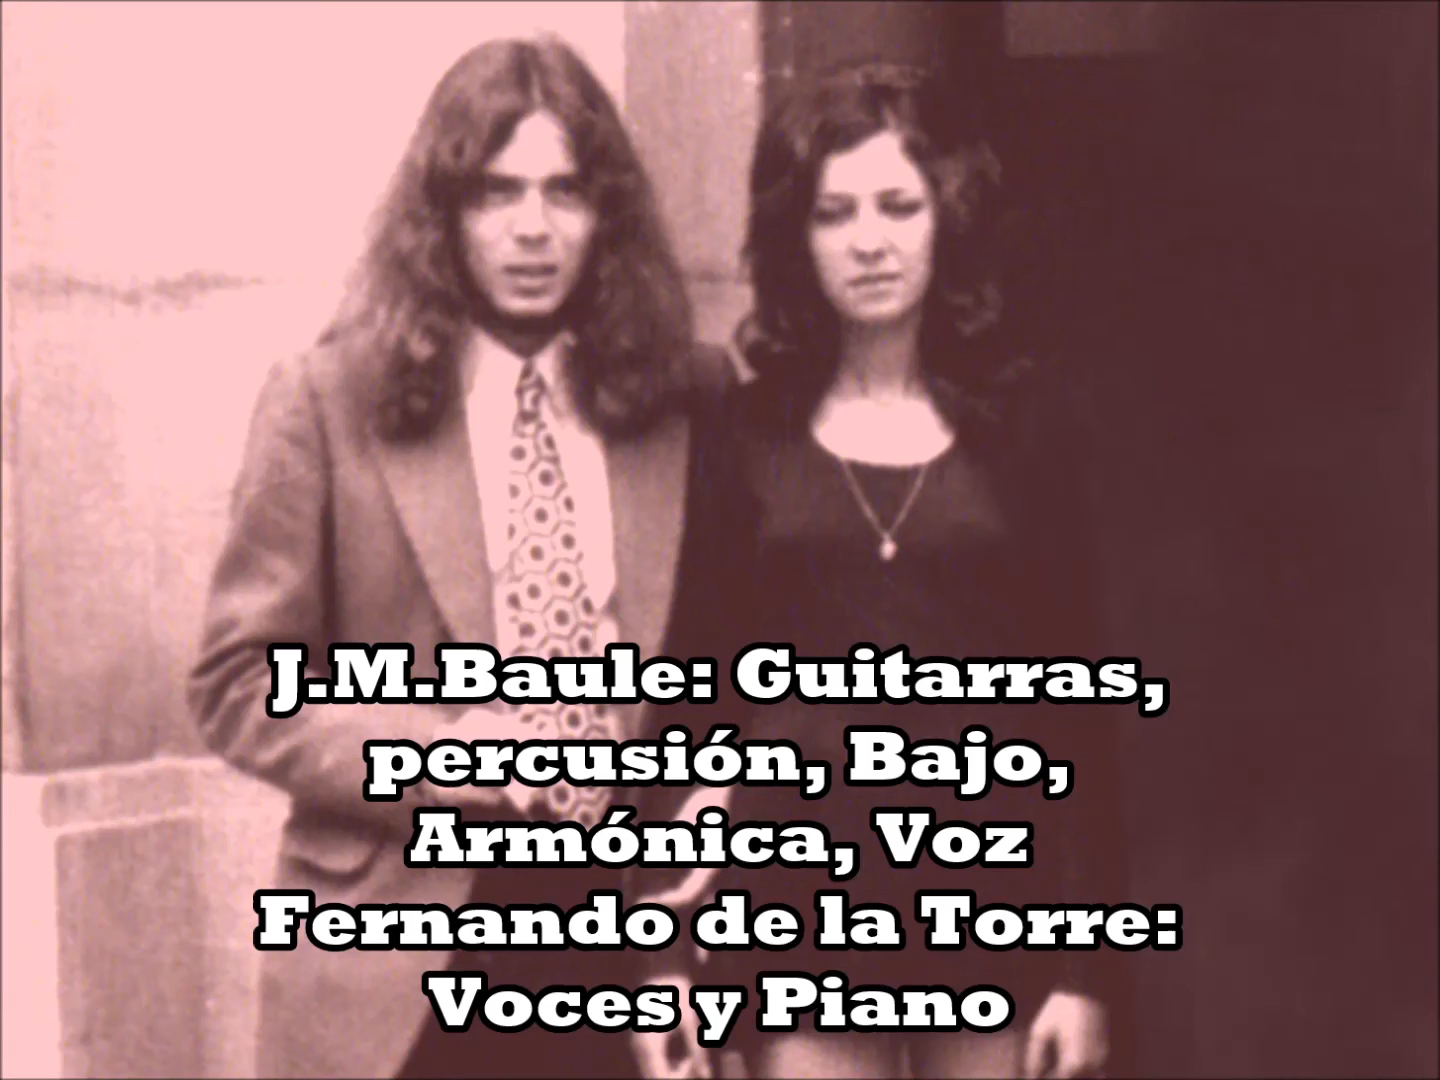 J.M.Baule: Guitarras,
percusión, Bajo,
Armónica, Voz
Fernando de la Torre:
Voces y Piano